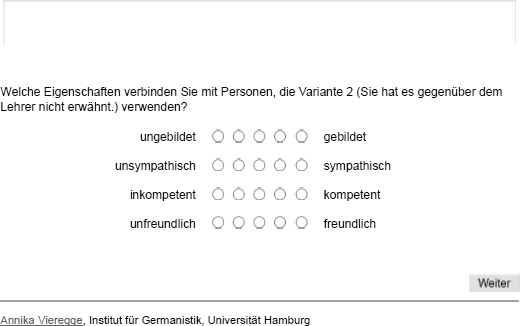 Welche Eigenschaften verbinden Sie mit Personen, die Variante 2 (Sie hat es gegenüber dem
Lehrer nicht erwähnt.) verwenden?
ungebildet gebildet
unsympathisch sympathisch
inkompetent kompetent
unfreundlich freundlich
Weiter
Annika Vieregge, Institut für Germanistik, Universität Hamburg